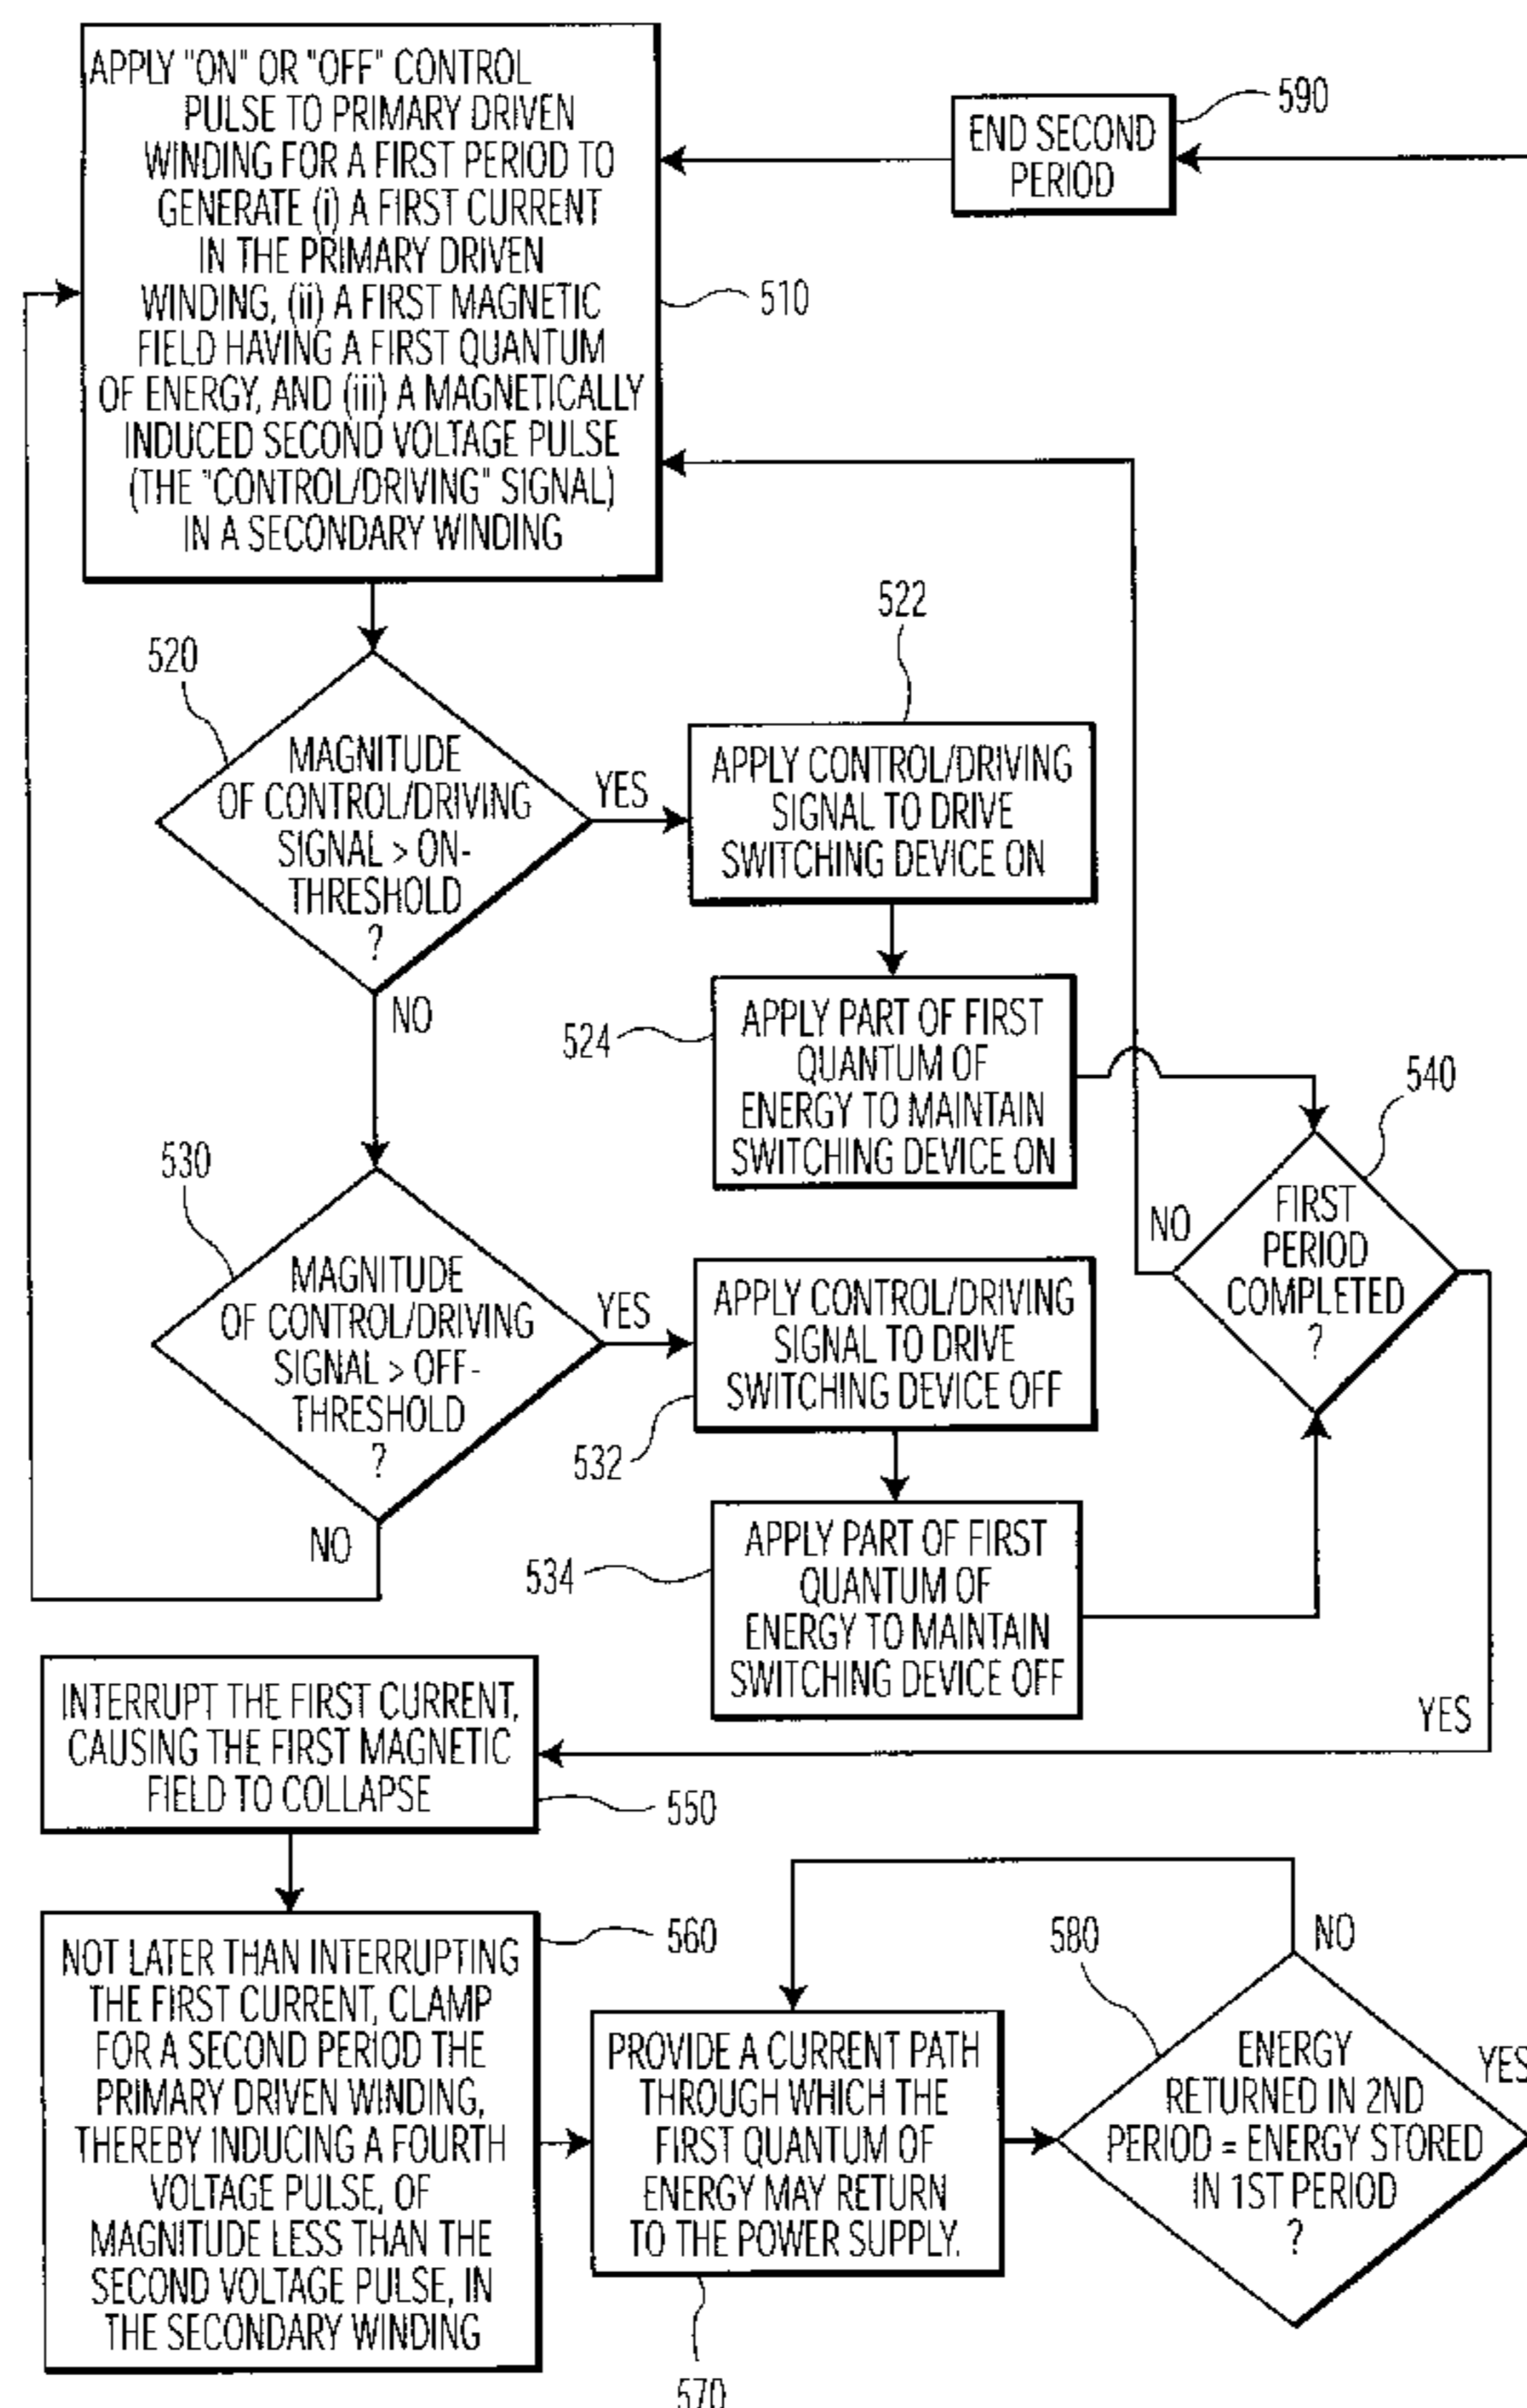 APPLY "ON" OR "OFF" CONTROL
PULSE TO PRIMARY DRIVEN
WINDING FOR A FIRST PERIOD TO
GENERATE (i) A FIRST CURRENT
IN THE PRIMARY DRIVEN
WINDING, (ii) A FIRST MAGNETIC
FIELD HAVING A FIRST QUANTUM
OF ENERGY, AND (iii) A MAGNETICALLY
INDUCED SECOND VOLTAGE PULSE
(THE "CONTROL/DRIVING" SIGNAL)
IN A SECONDARY WINDING
510
END SECOND
PERIOD
590
520
MAGNITUDE
OF CONTROL/DRIVING
SIGNAL > ON-
THRESHOLD
?
YES
NO
522
APPLY CONTROL/DRIVING
SIGNAL TO DRIVE
SWITCHING DEVICE ON
524
APPLY PART OF FIRST
QUANTUM OF
ENERGY TO MAINTAIN
SWITCHING DEVICE ON
540
FIRST
PERIOD
COMPLETED
?
NO
YES
530
MAGNITUDE
OF CONTROL/DRIVING
SIGNAL > OFF-
THRESHOLD
?
YES
NO
APPLY CONTROL/DRIVING
SIGNAL TO DRIVE
SWITCHING DEVICE OFF
532
534
APPLY PART OF FIRST
QUANTUM OF
ENERGY TO MAINTAIN
SWITCHING DEVICE OFF
INTERRUPT THE FIRST CURRENT,
CAUSING THE FIRST MAGNETIC
FIELD TO COLLAPSE
550
NOT LATER THAN INTERRUPTING
THE FIRST CURRENT, CLAMP
FOR A SECOND PERIOD THE
PRIMARY DRIVEN WINDING,
THEREBY INDUCING A FOURTH
VOLTAGE PULSE, OF
MAGNITUDE LESS THAN THE
SECOND VOLTAGE PULSE, IN
THE SECONDARY WINDING
560
PROVIDE A CURRENT PATH
THROUGH WHICH THE
FIRST QUANTUM OF
ENERGY MAY RETURN
TO THE POWER SUPPLY.
570
580
ENERGY
RETURNED IN 2ND
PERIOD = ENERGY STORED
IN 1ST PERIOD
?
NO
YES